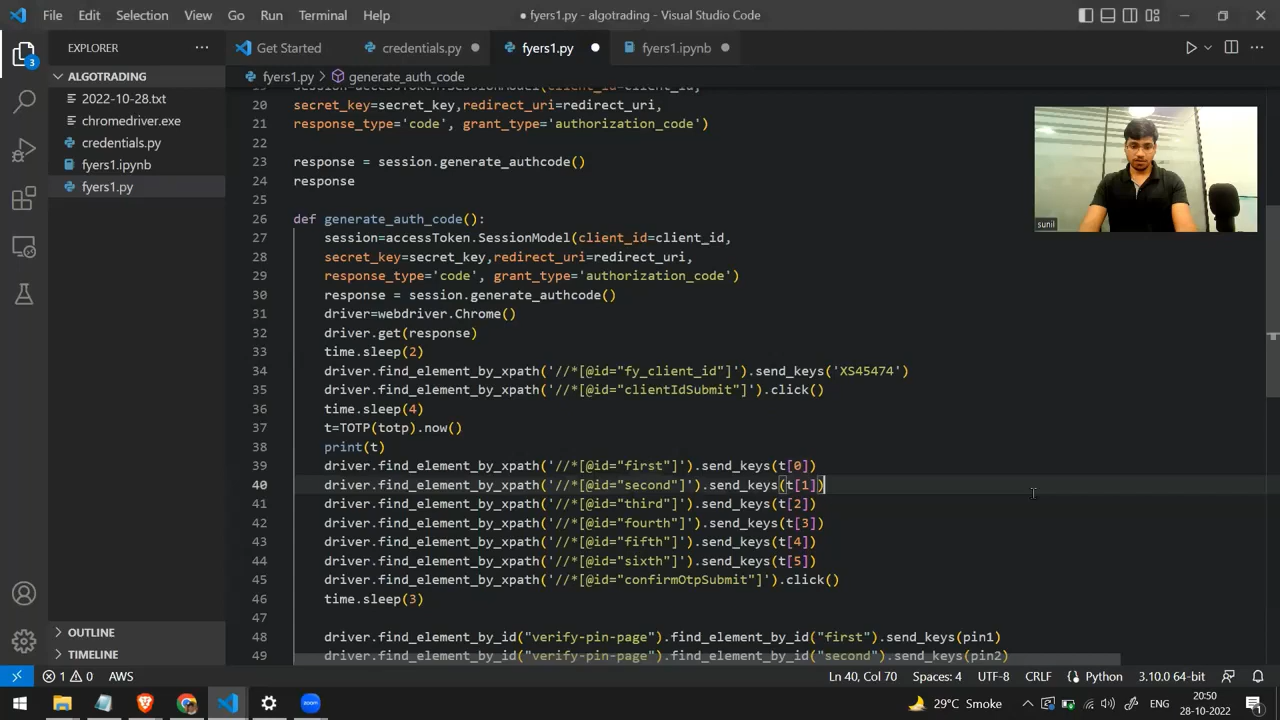 File Edit Selection View Go Run Terminal Help
● fyers1.py - algotrading - Visual Studio Code
EXPLORER
Get Started credentials.py fyers1.py fyers1.ipynb
3
ALGOTRADING
fyers1.py > generate_auth_code
2022-10-28.txt
chromedriver.exe
credentials.py
fyers1.ipynb
fyers1.py
19 session=accessToken.SessionModel(client_id=client_id,
20 secret_key=secret_key,redirect_uri=redirect_uri,
21 response_type='code', grant_type='authorization_code')
22
23 response = session.generate_authcode()
24 response
25
26 def generate_auth_code():
27 session=accessToken.SessionModel(client_id=client_id,
28 secret_key=secret_key,redirect_uri=redirect_uri,
29 response_type='code', grant_type='authorization_code')
30 response = session.generate_authcode()
31 driver=webdriver.Chrome()
32 driver.get(response)
33 time.sleep(2)
34 driver.find_element_by_xpath('//*[@id="fy_client_id"]').send_keys('XS45474')
35 driver.find_element_by_xpath('//*[@id="clientIdSubmit"]').click()
36 time.sleep(4)
37 t=TOTP(totp).now()
38 print(t)
39 driver.find_element_by_xpath('//*[@id="first"]').send_keys(t[0])
40 driver.find_element_by_xpath('//*[@id="second"]').send_keys(t[1])
41 driver.find_element_by_xpath('//*[@id="third"]').send_keys(t[2])
42 driver.find_element_by_xpath('//*[@id="fourth"]').send_keys(t[3])
43 driver.find_element_by_xpath('//*[@id="fifth"]').send_keys(t[4])
44 driver.find_element_by_xpath('//*[@id="sixth"]').send_keys(t[5])
45 driver.find_element_by_xpath('//*[@id="confirmOtpSubmit"]').click()
46 time.sleep(3)
47
48 driver.find_element_by_id("verify-pin-page").find_element_by_id("first").send_keys(pin1)
49 driver.find_element_by_id("verify-pin-page").find_element_by_id("second").send_keys(pin2)
sunil
OUTLINE
TIMELINE
1 0 AWS
Ln 40, Col 70 Spaces: 4 UTF-8 CRLF Python 3.10.0 64-bit
zoom
29°C Smoke
ENG
20:50
28-10-2022
1